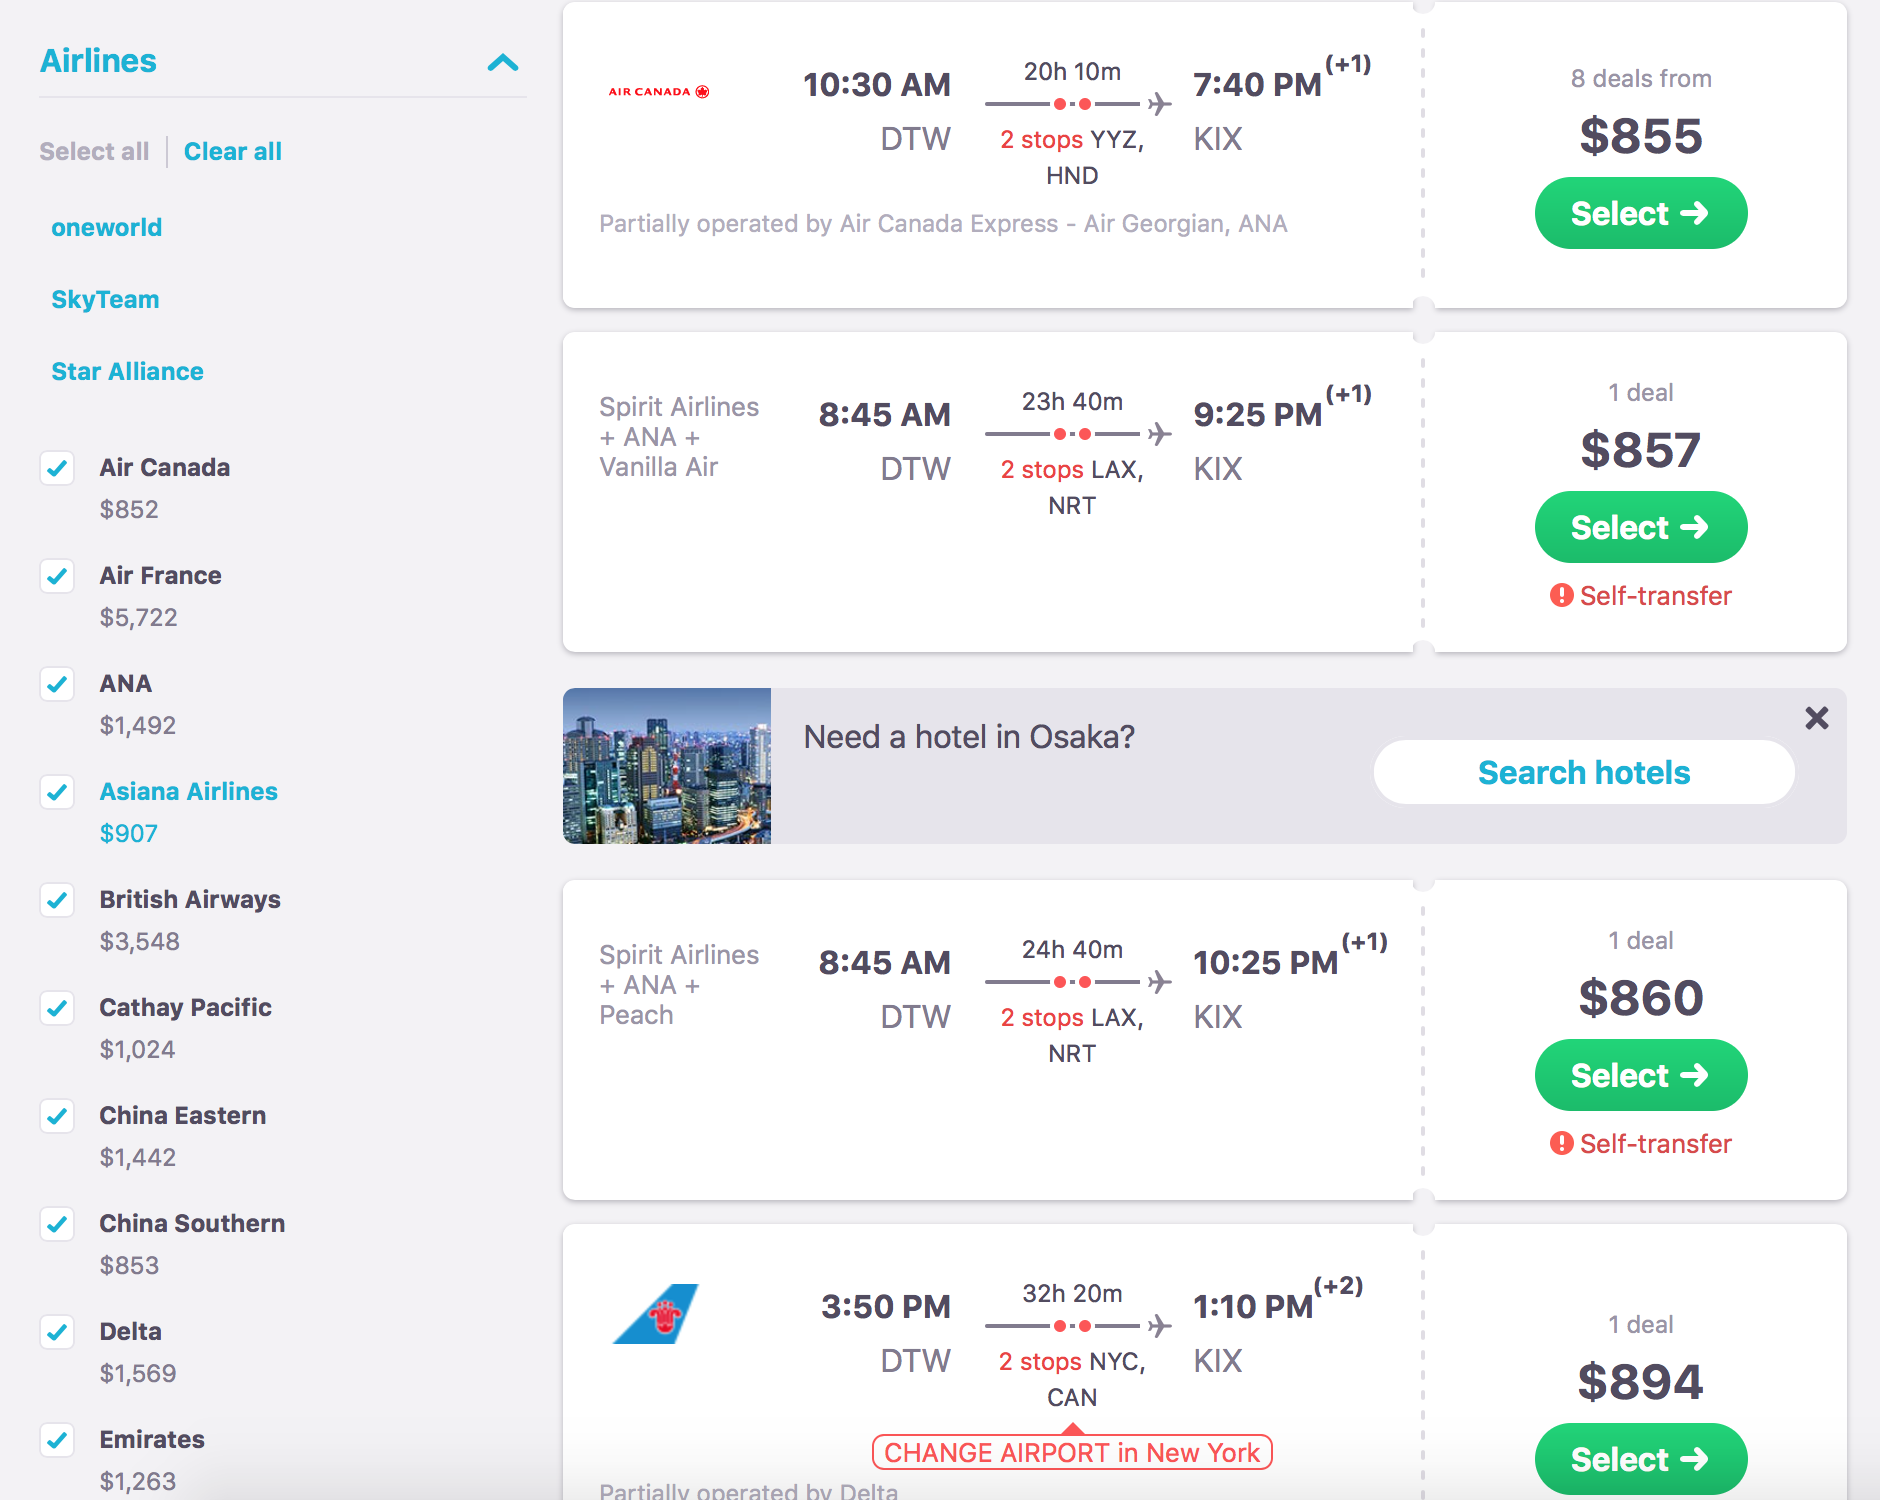 Airlines
Select all
Clear all
oneworld
SkyTeam
Star Alliance
Air Canada
$852
Air France
$5,722
ANA
$1,492
Asiana Airlines
$907
British Airways
$3,548
Cathay Pacific
$1,024
China Eastern
$1,442
China Southern
$853
Delta
$1,569
Emirates
$1,263
AIR CANADA
10:30 AM
DTW
20h 10m
2 stops YYZ,
HND
7:40 PM (+1)
KIX
Partially operated by Air Canada Express - Air Georgian, ANA
8 deals from
$855
Select →
Spirit Airlines
+ ANA +
Vanilla Air
8:45 AM
DTW
23h 40m
2 stops LAX,
NRT
9:25 PM (+1)
KIX
1 deal
$857
Select →
Self-transfer
Need a hotel in Osaka?
Search hotels
Spirit Airlines
+ ANA +
Peach
8:45 AM
DTW
24h 40m
2 stops LAX,
NRT
10:25 PM (+1)
KIX
1 deal
$860
Select →
Self-transfer
3:50 PM
DTW
32h 20m
2 stops NYC,
CAN
1:10 PM (+2)
KIX
CHANGE AIRPORT in New York
Partially operated by Delta
1 deal
$894
Select →